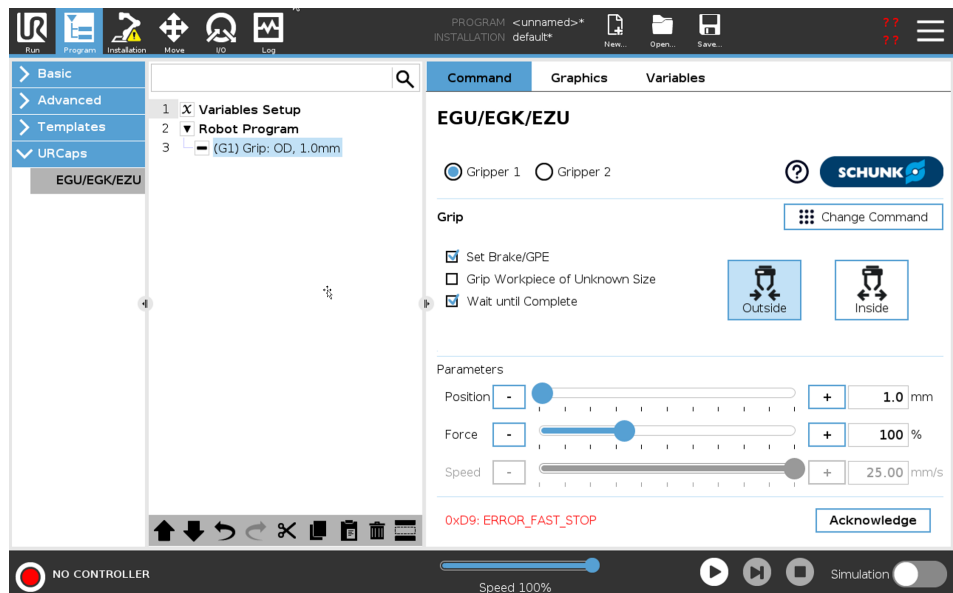 PROGRAM <unnamed>*
INSTALLATION default*
Run
Program
Installation
Move
I/O
Log
New...
Open...
Save...
? ?
? ?
Basic
Advanced
Templates
URCaps
EGU/EGK/EZU
1 X Variables Setup
2 Robot Program
3 (G1) Grip: OD, 1.0mm
Command
Graphics
Variables
EGU/EGK/EZU
Gripper 1
Gripper 2
?
SCHUNK
Grip
Change Command
Set Brake/GPE
Grip Workpiece of Unknown Size
Wait until Complete
Outside
Inside
Parameters
Position - + 1.0 mm
Force - + 100 %
Speed - + 25.00 mm/s
0xD9: ERROR_FAST_STOP
Acknowledge
NO CONTROLLER
Speed 100%
Simulation